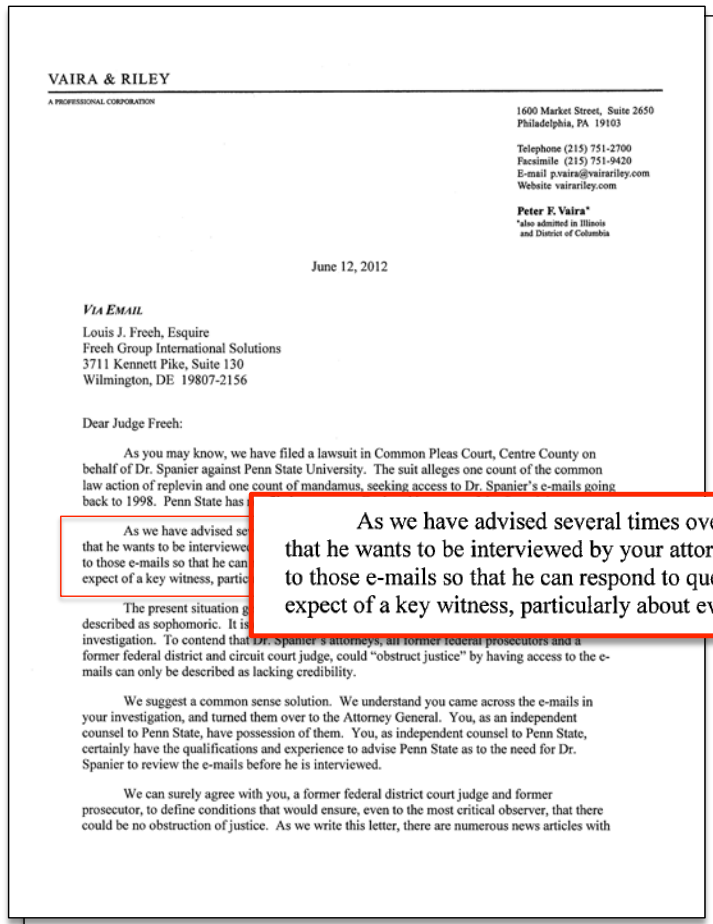 VAIRA & RILEY
A PROFESSIONAL CORPORATION
1600 Market Street, Suite 2650
Philadelphia, PA 19103
Telephone (215) 751-2700
Facsimile (215) 751-9420
E-mail p.vaira@vairariley.com
Website vairariley.com
Peter F. Vaira*
*also admitted in Illinois
and District of Columbia
June 12, 2012
VIA EMAIL
Louis J. Freeh, Esquire
Freeh Group International Solutions
3711 Kennett Pike, Suite 130
Wilmington, DE 19807-2156
Dear Judge Freeh:
As you may know, we have filed a lawsuit in Common Pleas Court, Centre County on
behalf of Dr. Spanier against Penn State University. The suit alleges one count of the common
law action of replevin and one count of mandamus, seeking access to Dr. Spanier's e-mails going
back to 1998. Penn State has
As we have advised se
that he wants to be interviewe
to those e-mails so that he can
expect of a key witness, partic
As we have advised several times ov
that he wants to be interviewed by your attor
to those e-mails so that he can respond to qu
expect of a key witness, particularly about ev
The present situation g
described as sophomoric. It is
investigation. To contend that Dr. Spanier's attorneys, all former federal prosecutors and a
former federal district and circuit court judge, could "obstruct justice" by having access to the e-
mails can only be described as lacking credibility.
We suggest a common sense solution. We understand you came across the e-mails in
your investigation, and turned them over to the Attorney General. You, as an independent
counsel to Penn State, have possession of them. You, as independent counsel to Penn State,
certainly have the qualifications and experience to advise Penn State as to the need for Dr.
Spanier to review the e-mails before he is interviewed.
We can surely agree with you, a former federal district court judge and former
prosecutor, to define conditions that would ensure, even to the most critical observer, that there
could be no obstruction of justice. As we write this letter, there are numerous news articles with